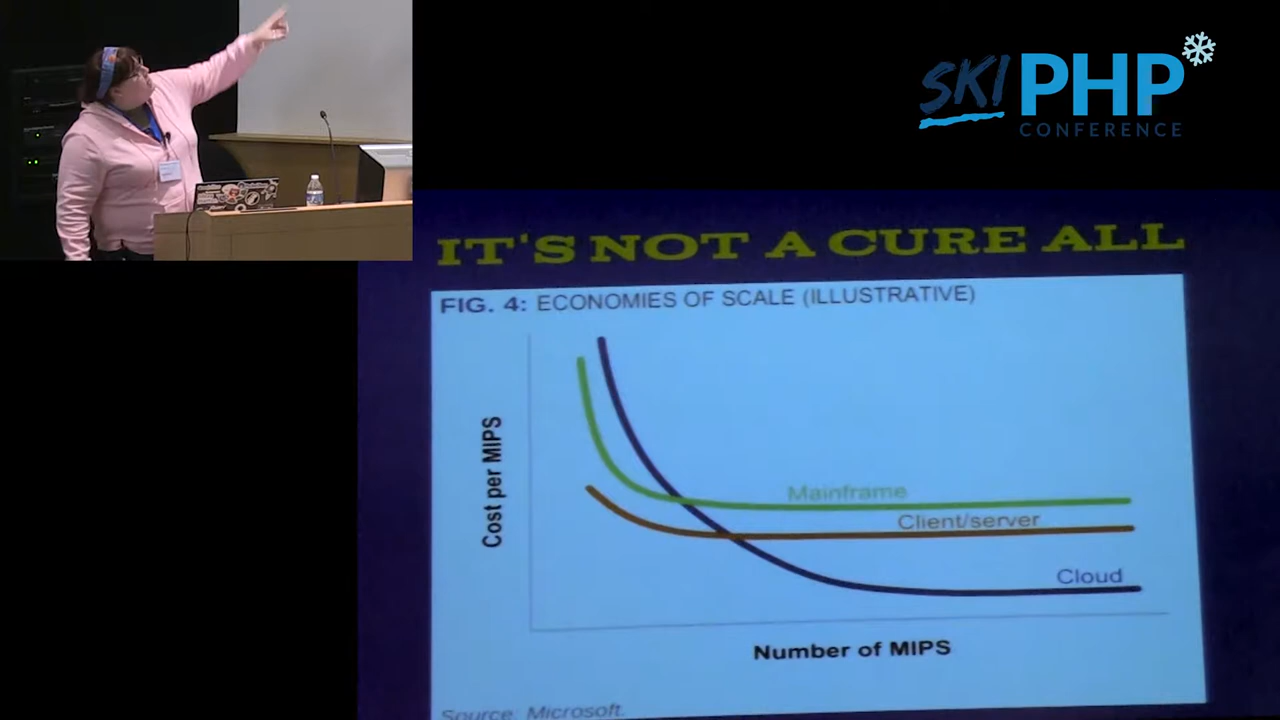 SKI PHP
CONFERENCE
IT'S NOT A CURE ALL
FIG. 4: ECONOMIES OF SCALE (ILLUSTRATIVE)
Cost per MIPS
Mainframe
Client/server
Cloud
Number of MIPS
Source: Microsoft.